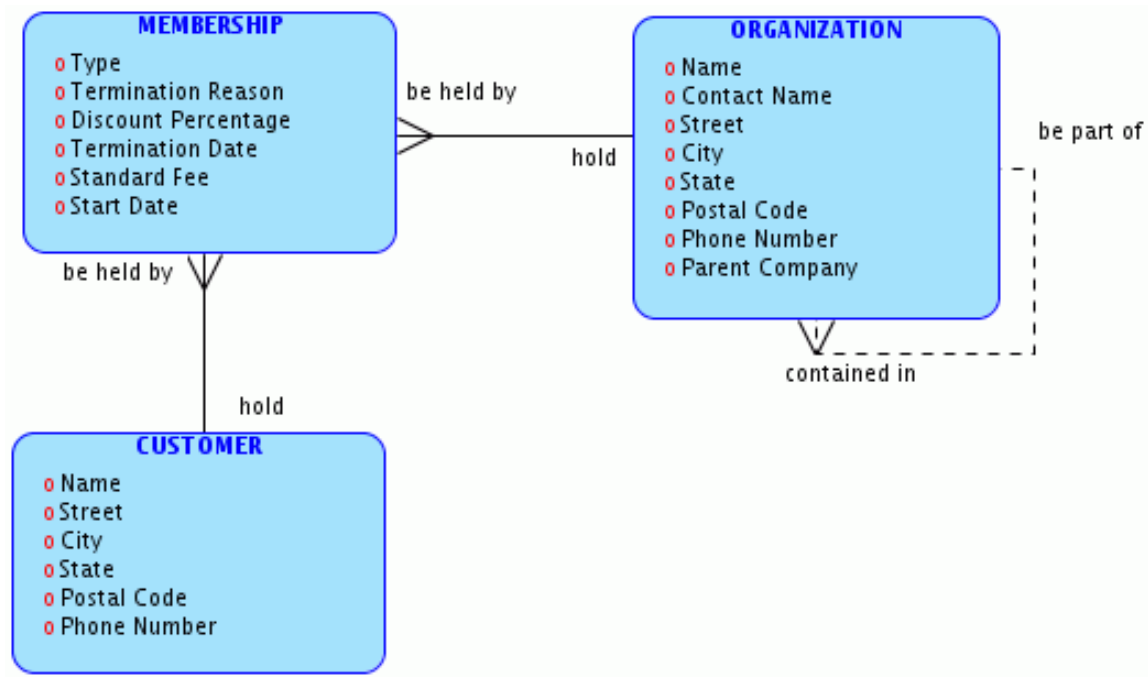 MEMBERSHIP
o Type
o Termination Reason
o Discount Percentage
o Termination Date
o Standard Fee
o Start Date
be held by
hold
ORGANIZATION
o Name
o Contact Name
o Street
o City
o State
o Postal Code
o Phone Number
o Parent Company
be part of
contained in
be held by
hold
CUSTOMER
o Name
o Street
o City
o State
o Postal Code
o Phone Number